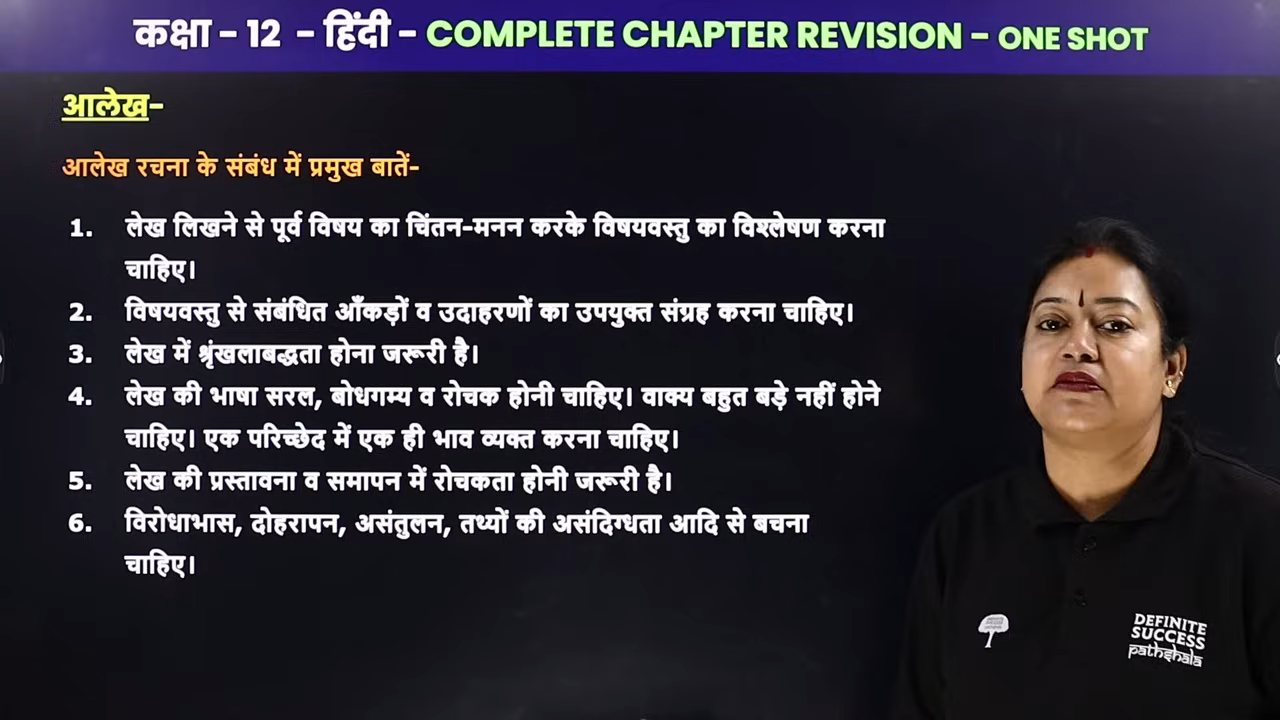 कक्षा - 12 - हिंदी - COMPLETE CHAPTER REVISION - ONE SHOT
आलेख-
आलेख रचना के संबंध में प्रमुख बातें-
1. लेख लिखने से पूर्व विषय का चिंतन-मनन करके विषयवस्तु का विश्लेषण करना
चाहिए।
2. विषयवस्तु से संबंधित आँकड़ों व उदाहरणों का उपयुक्त संग्रह करना चाहिए।
3. लेख में श्रृंखलाबद्धता होना जरूरी है।
4. लेख की भाषा सरल, बोधगम्य व रोचक होनी चाहिए। वाक्य बहुत बड़े नहीं होने
चाहिए। एक परिच्छेद में एक ही भाव व्यक्त करना चाहिए।
5. लेख की प्रस्तावना व समापन में रोचकता होनी जरूरी है।
6. विरोधाभास, दोहरापन, असंतुलन, तथ्यों की असंदिग्धता आदि से बचना
चाहिए।
DEFINITE
SUCCESS
pathshala